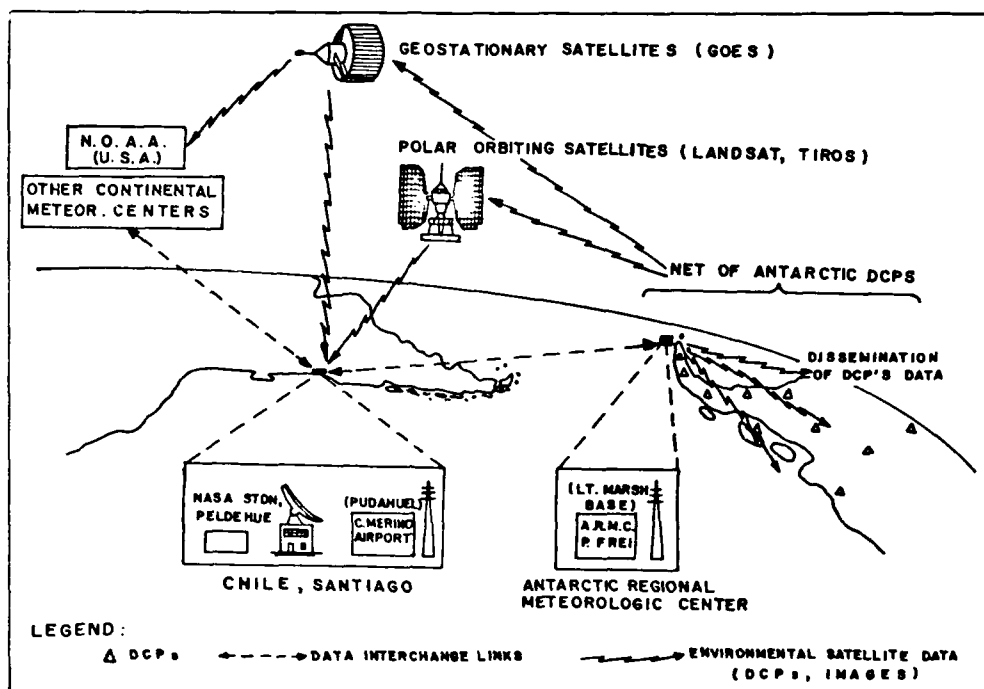 GEOSTATIONARY SATELLITES (GOES)
N.O.A.A.
(U.S.A.)
POLAR ORBITING SATELLITES (LANDSAT, TIROS)
OTHER CONTINENTAL
METEOR. CENTERS
NET OF ANTARCTIC DCPS
DISSEMINATION
OF DCP'S DATA
NASA STDN,
PELDEHUE
(PUDAHUEL)
C.MERINO
AIRPORT
(LT. MARSH
BASE)
A.R.M.C.
P. FREI
CHILE, SANTIAGO
ANTARCTIC REGIONAL
METEOROLOGIC CENTER
LEGEND:
DCPs
DATA INTERCHANGE LINKS
ENVIRONMENTAL SATELLITE DATA
(DCPs, IMAGES)